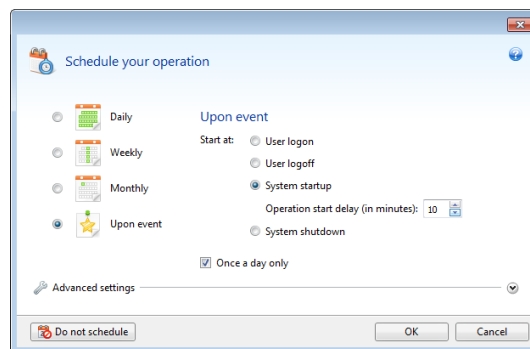 Schedule your operation
Daily
Weekly
Monthly
Upon event
Upon event
Start at:
User logon
User logoff
System startup
Operation start delay (in minutes): 10
System shutdown
Once a day only
Advanced settings
Do not schedule
OK
Cancel